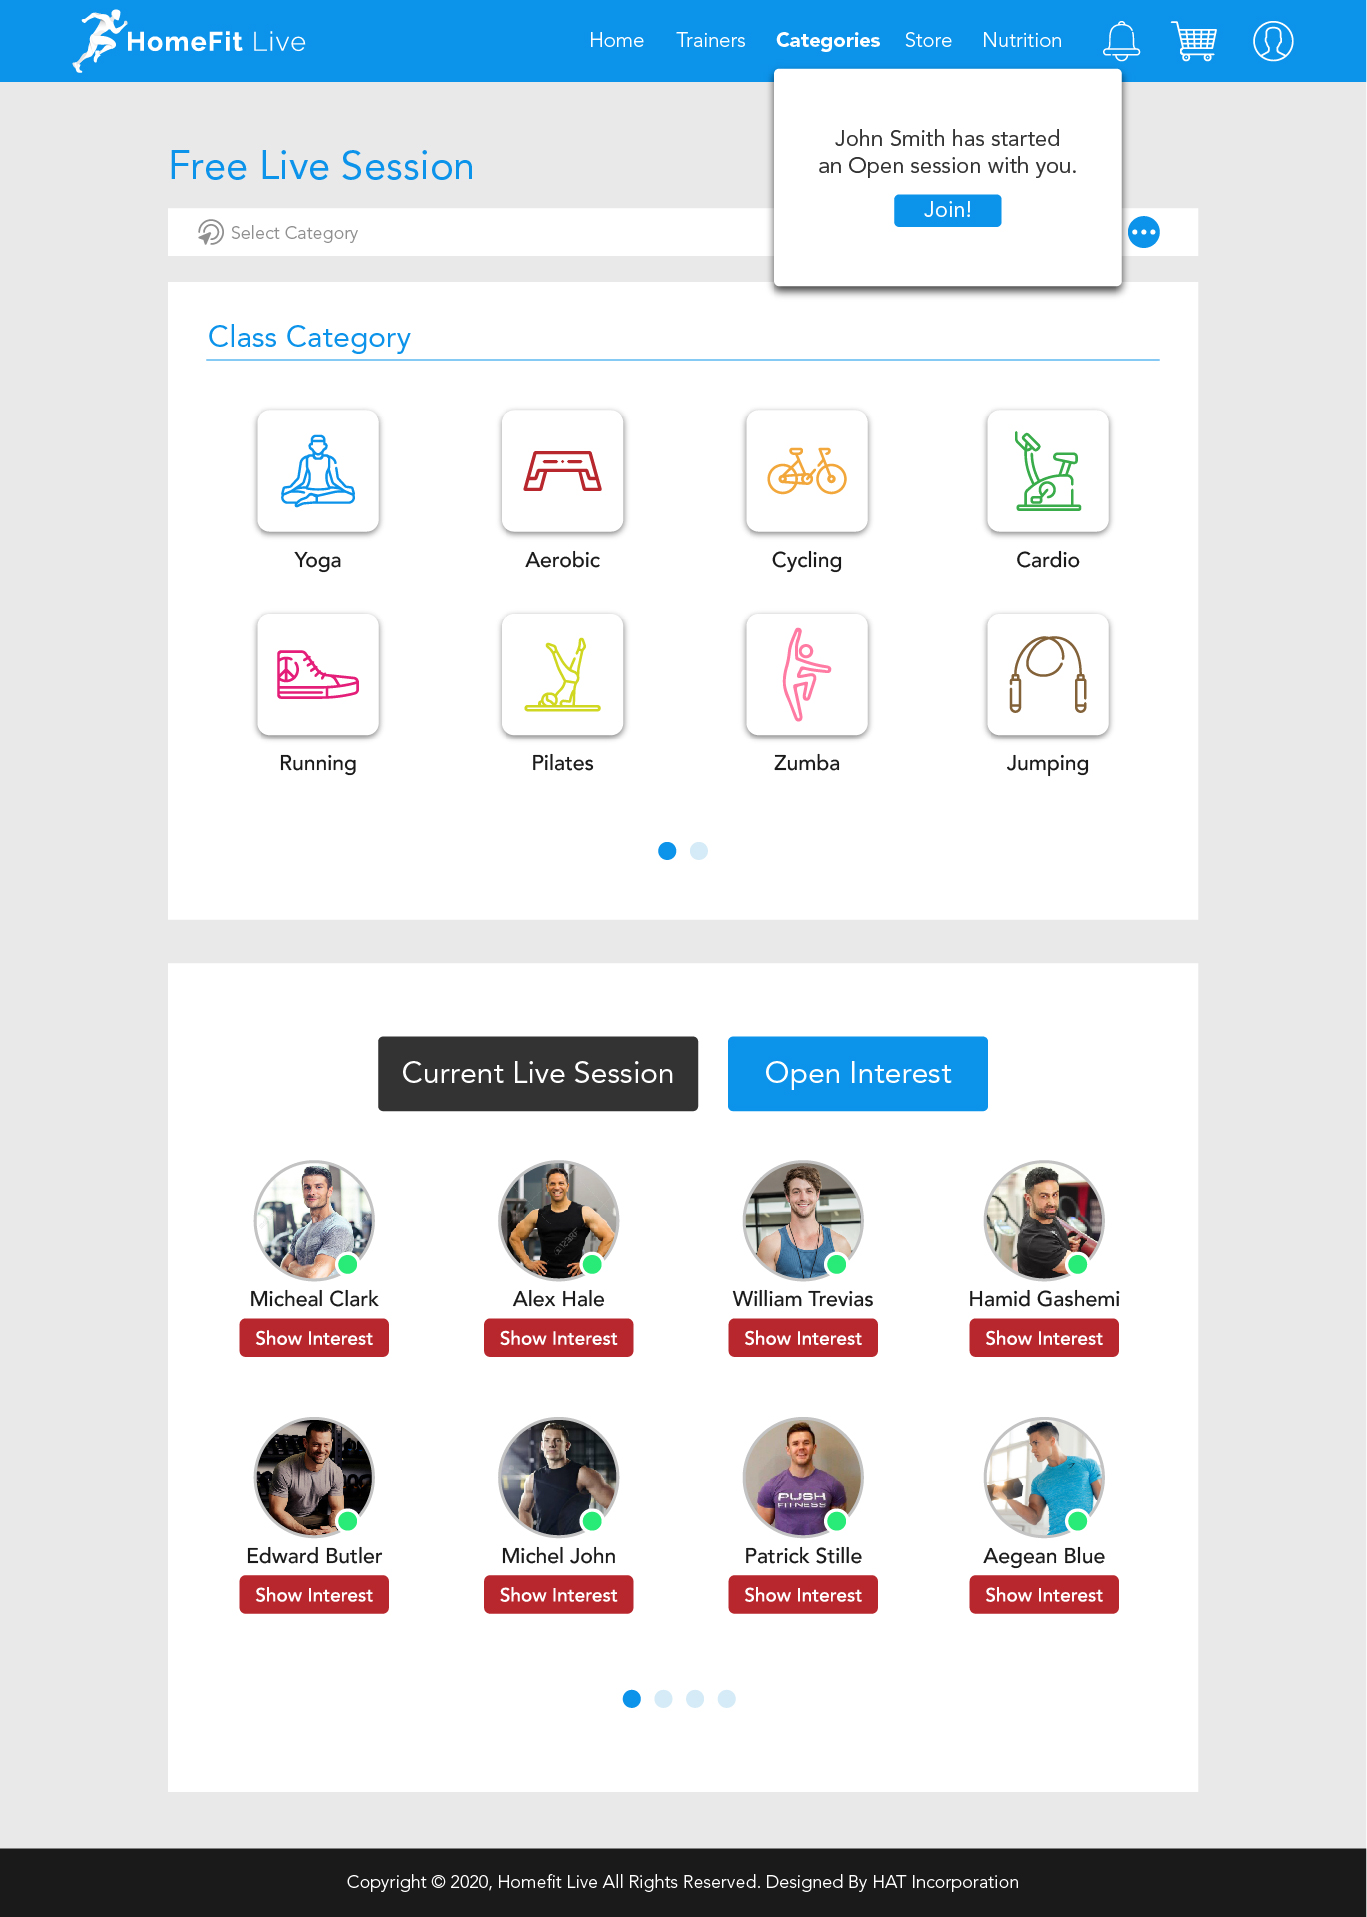 HomeFit Live
Home Trainers Categories Store Nutrition
John Smith has started
an Open session with you.
Join!
Free Live Session
Select Category
Class Category
Yoga Aerobic Cycling Cardio
Running Pilates Zumba Jumping
Current Live Session Open Interest
Micheal Clark Alex Hale William Trevias Hamid Gashemi
Show Interest Show Interest Show Interest Show Interest
PUSH
FITNESS
Edward Butler Michel John Patrick Stille Aegean Blue
Show Interest Show Interest Show Interest Show Interest
Copyright © 2020, Homefit Live All Rights Reserved. Designed By HAT Incorporation